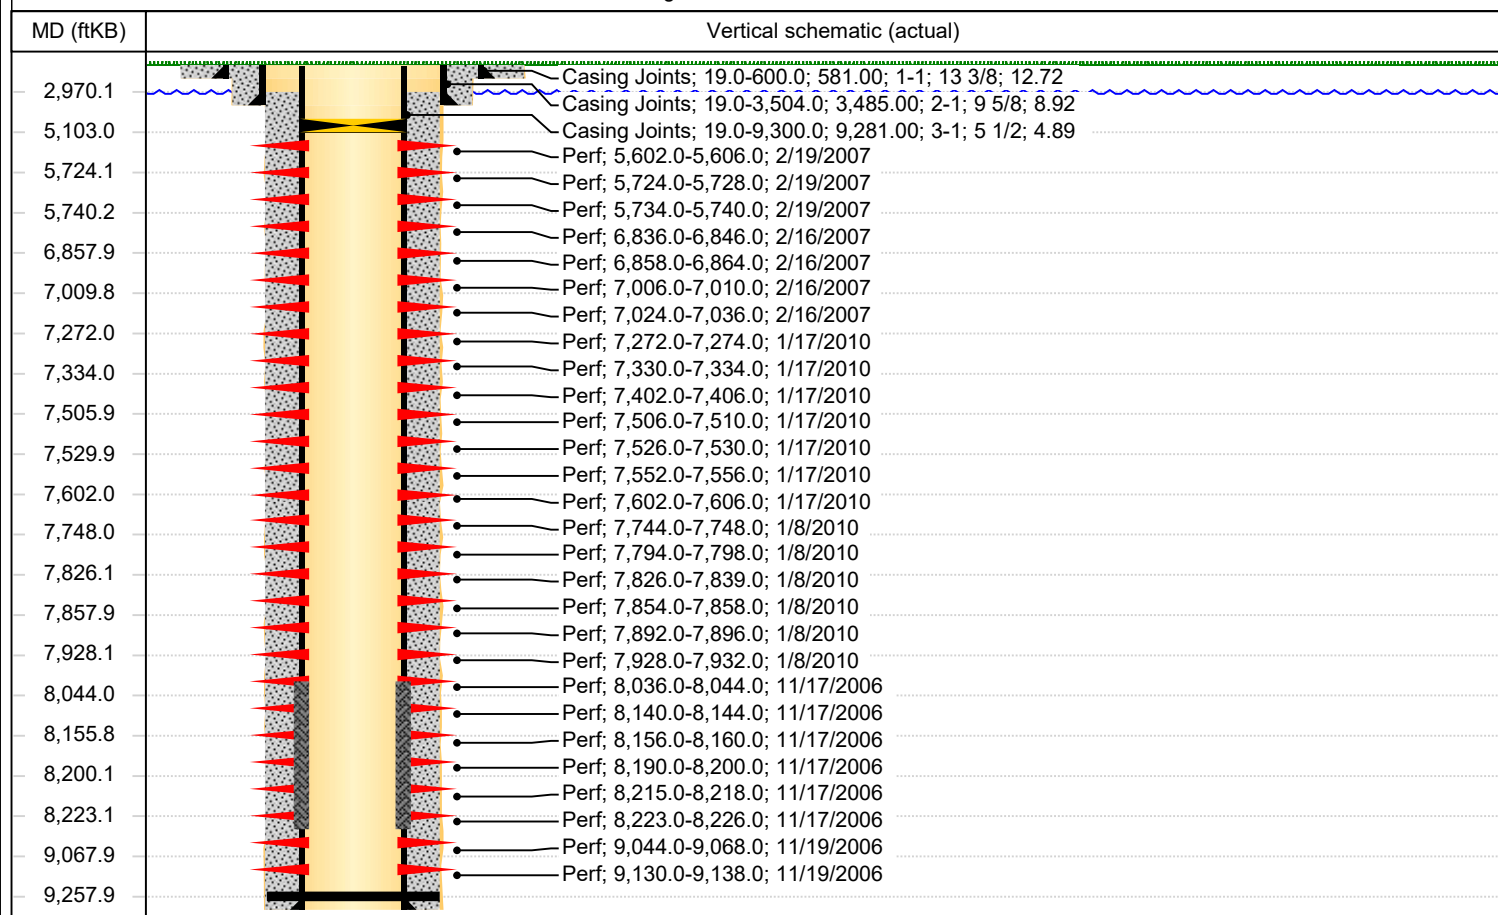 MD (ftKB)
Vertical schematic (actual)
2,970.1
5,103.0
5,724.1
5,740.2
6,857.9
7,009.8
7,272.0
7,334.0
7,505.9
7,529.9
7,602.0
7,748.0
7,826.1
7,857.9
7,928.1
8,044.0
8,155.8
8,200.1
8,223.1
9,067.9
9,257.9
Casing Joints; 19.0-600.0; 581.00; 1-1; 13 3/8; 12.72
Casing Joints; 19.0-3,504.0; 3,485.00; 2-1; 9 5/8; 8.92
Casing Joints; 19.0-9,300.0; 9,281.00; 3-1; 5 1/2; 4.89
Perf; 5,602.0-5,606.0; 2/19/2007
Perf; 5,724.0-5,728.0; 2/19/2007
Perf; 5,734.0-5,740.0; 2/19/2007
Perf; 6,836.0-6,846.0; 2/16/2007
Perf; 6,858.0-6,864.0; 2/16/2007
Perf; 7,006.0-7,010.0; 2/16/2007
Perf; 7,024.0-7,036.0; 2/16/2007
Perf; 7,272.0-7,274.0; 1/17/2010
Perf; 7,330.0-7,334.0; 1/17/2010
Perf; 7,402.0-7,406.0; 1/17/2010
Perf; 7,506.0-7,510.0; 1/17/2010
Perf; 7,526.0-7,530.0; 1/17/2010
Perf; 7,552.0-7,556.0; 1/17/2010
Perf; 7,602.0-7,606.0; 1/17/2010
Perf; 7,744.0-7,748.0; 1/8/2010
Perf; 7,794.0-7,798.0; 1/8/2010
Perf; 7,826.0-7,839.0; 1/8/2010
Perf; 7,854.0-7,858.0; 1/8/2010
Perf; 7,892.0-7,896.0; 1/8/2010
Perf; 7,928.0-7,932.0; 1/8/2010
Perf; 8,036.0-8,044.0; 11/17/2006
Perf; 8,140.0-8,144.0; 11/17/2006
Perf; 8,156.0-8,160.0; 11/17/2006
Perf; 8,190.0-8,200.0; 11/17/2006
Perf; 8,215.0-8,218.0; 11/17/2006
Perf; 8,223.0-8,226.0; 11/17/2006
Perf; 9,044.0-9,068.0; 11/19/2006
Perf; 9,130.0-9,138.0; 11/19/2006